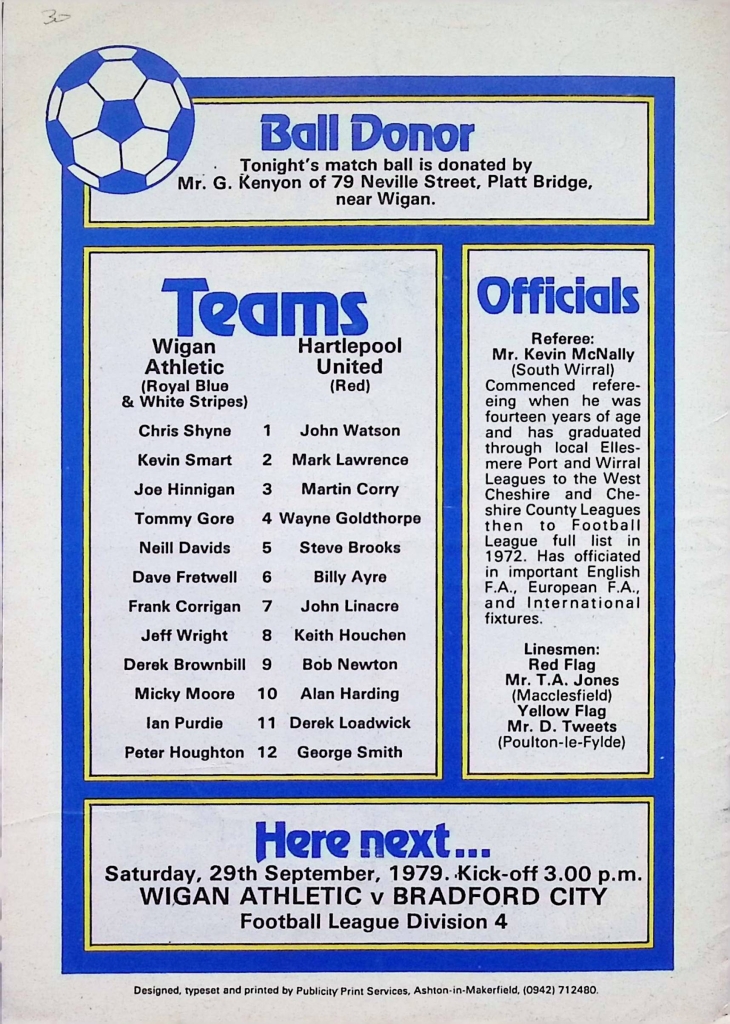 30
Ball Donor
Tonight's match ball is donated by
Mr. G. Kenyon of 79 Neville Street, Platt Bridge,
near Wigan.
Teams
Wigan Hartlepool
Athletic United
(Royal Blue (Red)
& White Stripes)
Chris Shyne 1 John Watson
Kevin Smart 2 Mark Lawrence
Joe Hinnigan 3 Martin Corry
Tommy Gore 4 Wayne Goldthorpe
Neill Davids 5 Steve Brooks
Dave Fretwell 6 Billy Ayre
Frank Corrigan 7 John Linacre
Jeff Wright 8 Keith Houchen
Derek Brownbill 9 Bob Newton
Micky Moore 10 Alan Harding
Ian Purdie 11 Derek Loadwick
Peter Houghton 12 George Smith
Officials
Referee:
Mr. Kevin McNally
(South Wirral)
Commenced refere-
eing when he was
fourteen years of age
and has graduated
through local Elles-
mere Port and Wirral
Leagues to the West
Cheshire and Che-
shire County Leagues
then to Football
League full list in
1972. Has officiated
in important English
F.A., European F.A.,
and International
fixtures.
Linesmen:
Red Flag
Mr. T.A. Jones
(Macclesfield)
Yellow Flag
Mr. D. Tweets
(Poulton-le-Fylde)
Here next...
Saturday, 29th September, 1979. Kick-off 3.00 p.m.
WIGAN ATHLETIC v BRADFORD CITY
Football League Division 4
Designed, typeset and printed by Publicity Print Services, Ashton-in-Makerfield, (0942) 712480.